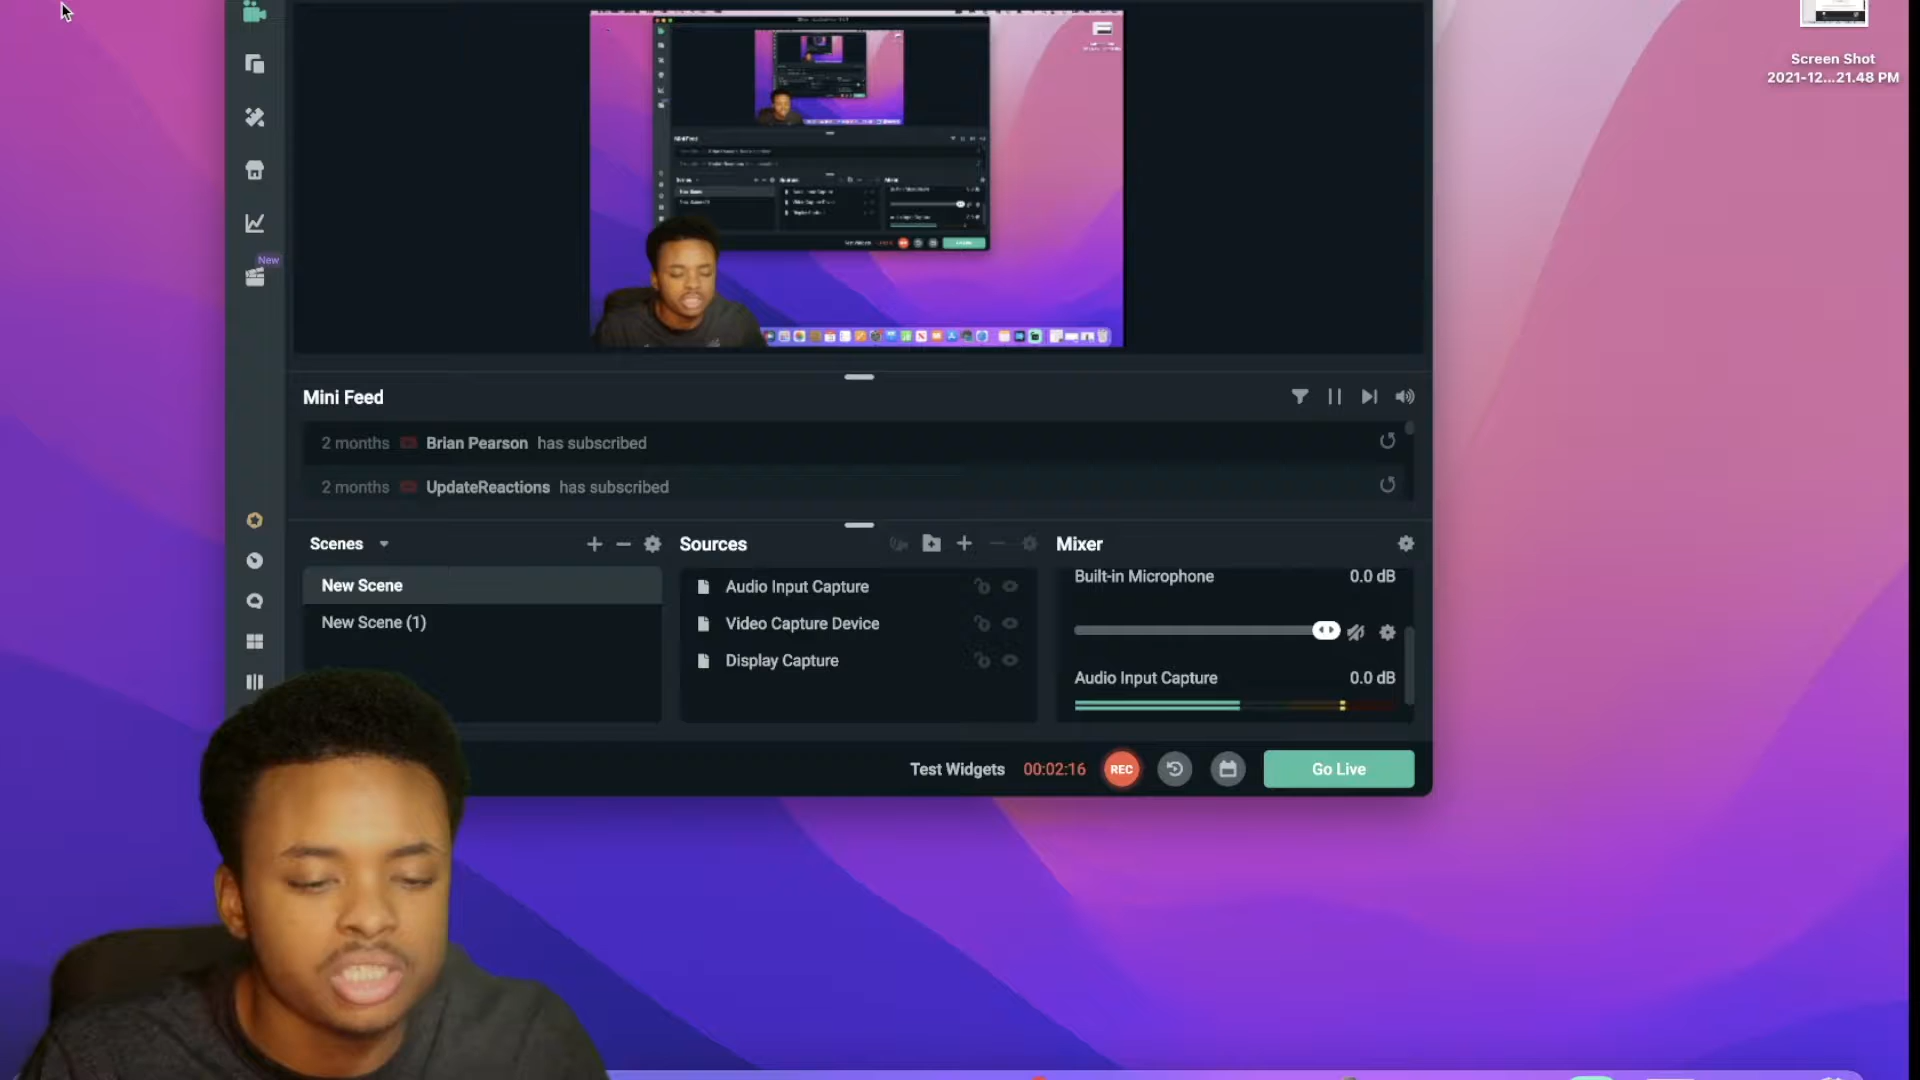 Screen Shot
2021-12...21.48 PM
New
Mini Feed
2 months Brian Pearson has subscribed
2 months UpdateReactions has subscribed
Scenes
New Scene
New Scene (1)
Sources
Audio Input Capture
Video Capture Device
Display Capture
Mixer
Built-in Microphone 0.0 dB
Audio Input Capture 0.0 dB
Test Widgets 00:02:16 REC Go Live